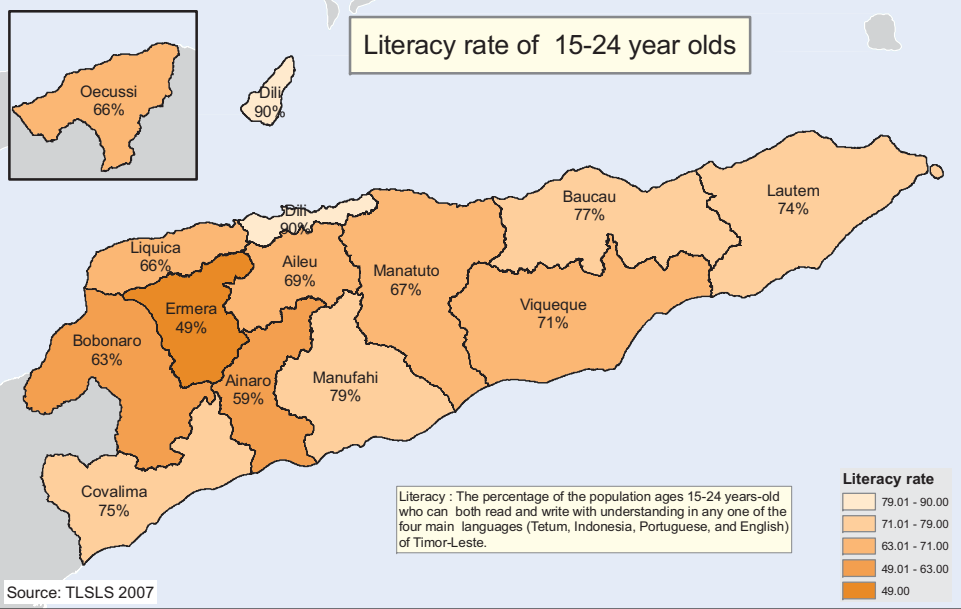 Literacy rate of 15-24 year olds
Oecussi
66%
Dili
90%
Baucau
77%
Lautem
74%
Dili
90%
Liquica
66%
Aileu
69%
Manatuto
67%
Viqueque
71%
Ermera
49%
Bobonaro
63%
Ainaro
59%
Manufahi
79%
Covalima
75%
Literacy : The percentage of the population ages 15-24 years-old
who can both read and write with understanding in any one of the
four main languages (Tetum, Indonesia, Portuguese, and English)
of Timor-Leste.
Literacy rate
79.01 - 90.00
71.01 - 79.00
63.01 - 71.00
49.01 - 63.00
49.00
Source: TLSLS 2007